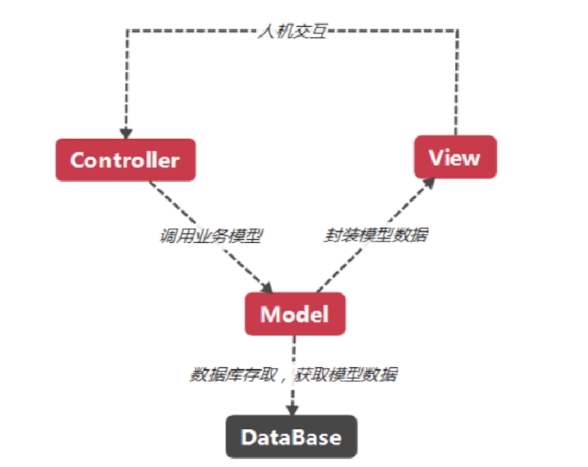 人机交互
Controller
View
调用业务模型
封装模型数据
Model
数据库存取，获取模型数据
DataBase